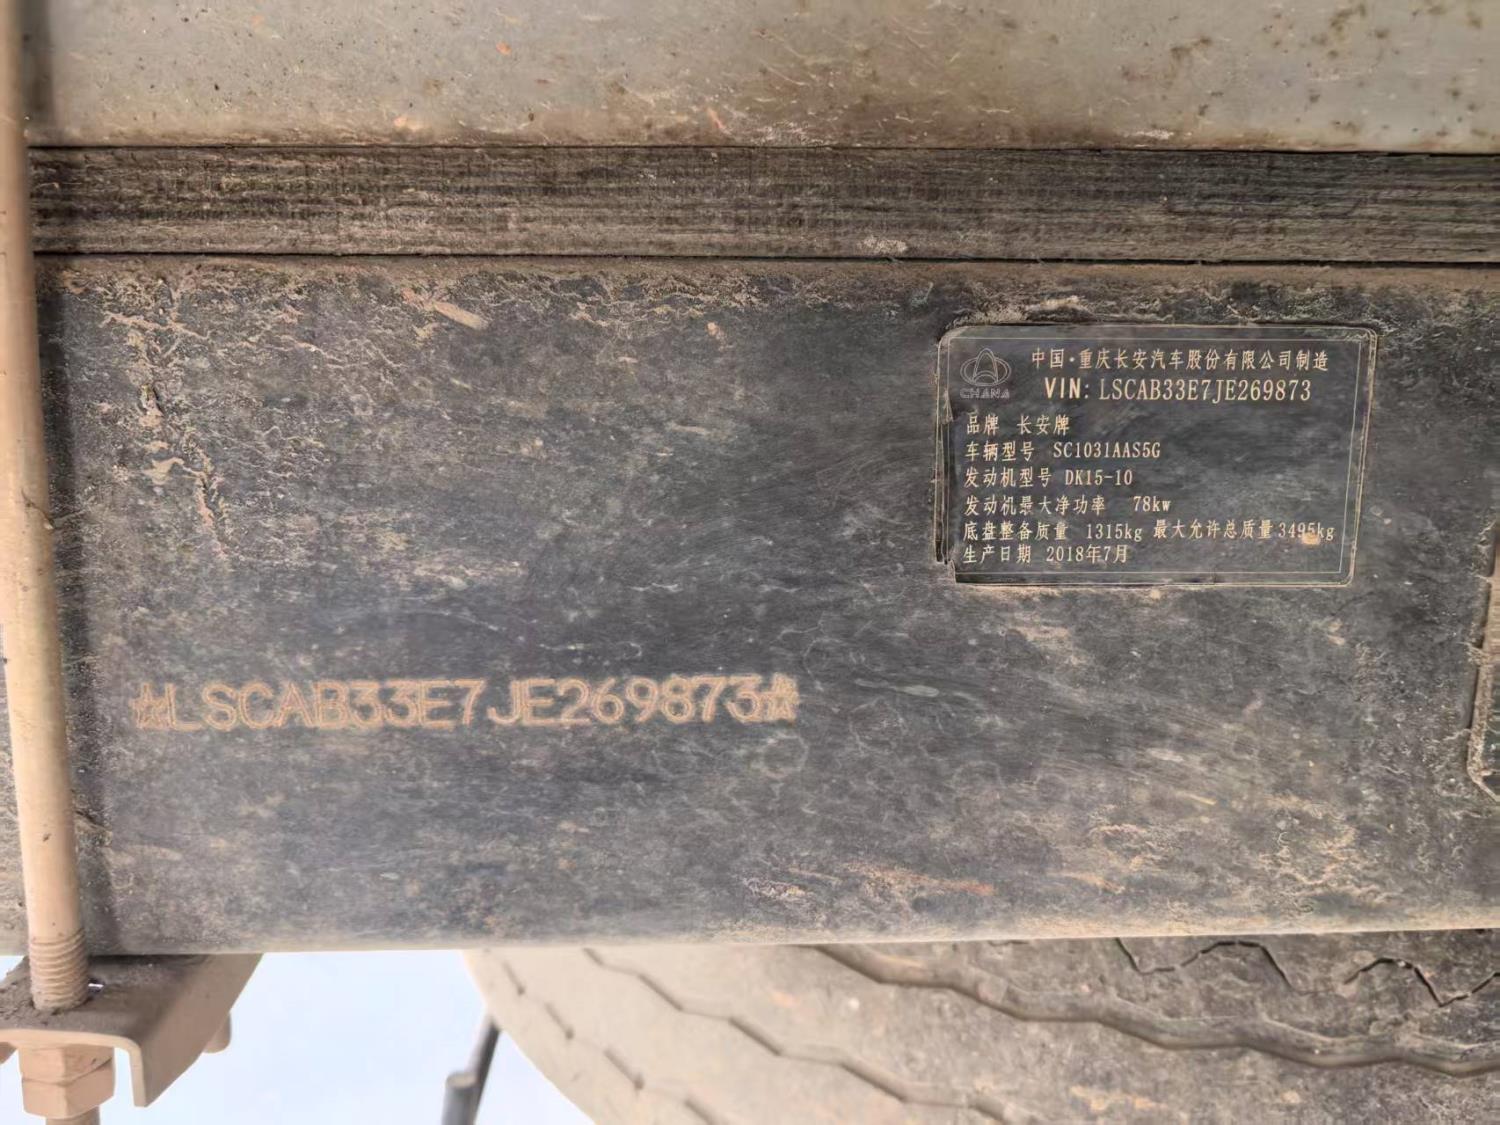 中国·重庆长安汽车股份有限公司制造
CHANA
VIN: LSCAB33E7JE269873
品牌 长安牌
车辆型号 SC1031AAS5G
发动机型号 DK15-10
发动机最大净功率 78kw
底盘整备质量 1315kg 最大允许总质量 3495kg
生产日期 2018年7月
☆LSCAB33E7JE269873☆